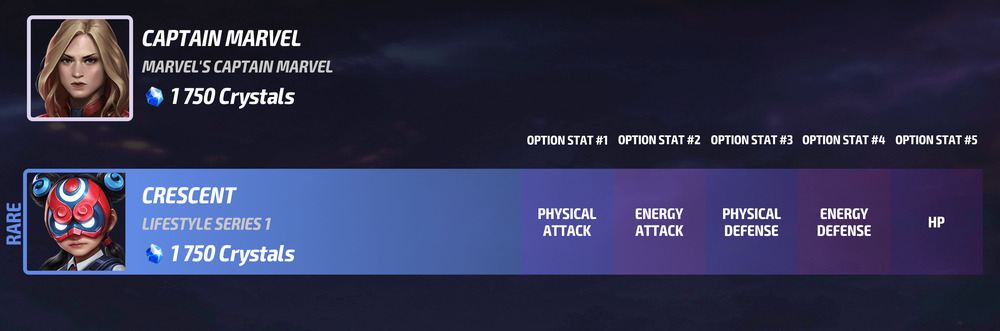 CAPTAIN MARVEL
MARVEL'S CAPTAIN MARVEL
1 750 Crystals
OPTION STAT #1 OPTION STAT #2 OPTION STAT #3 OPTION STAT #4 OPTION STAT #5
RARE
CRESCENT
LIFESTYLE SERIES 1
1 750 Crystals
PHYSICAL ATTACK
ENERGY ATTACK
PHYSICAL DEFENSE
ENERGY DEFENSE
HP